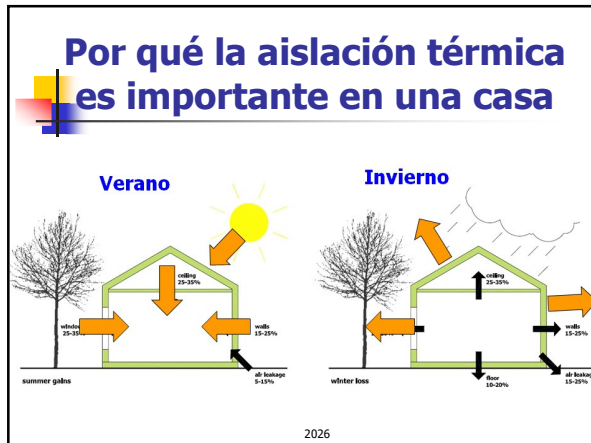 Por qué la aislación térmica
es importante en una casa
Verano
Invierno
ceiling
25-35%
25-35%
walls
15-25%
air leakage
5-15%
summer gains
ceiling
25-35%
25-35%
walls
15-25%
floor
10-20%
air leakage
15-25%
winter loss
2026